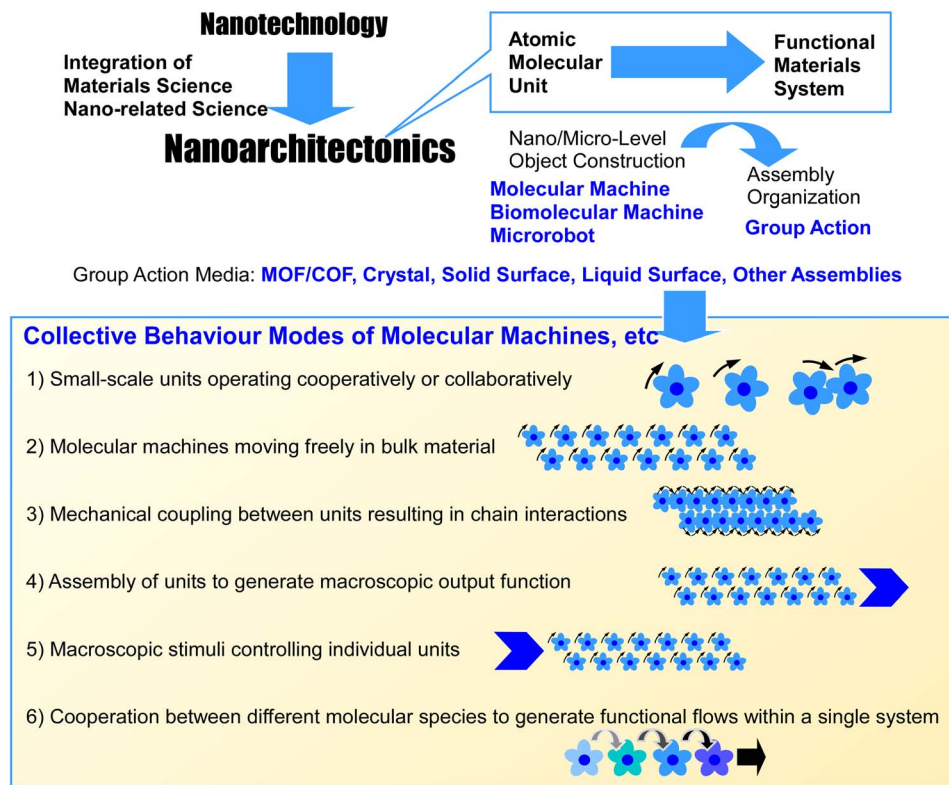 Nanotechnology
Integration of
Materials Science
Nano-related Science
Nanoarchitectonics
Atomic
Molecular
Unit
Functional
Materials
System
Nano/Micro-Level
Object Construction
Molecular Machine
Biomolecular Machine
Microrobot
Assembly
Organization
Group Action
Group Action Media: MOF/COF, Crystal, Solid Surface, Liquid Surface, Other Assemblies
Collective Behaviour Modes of Molecular Machines, etc
1) Small-scale units operating cooperatively or collaboratively
2) Molecular machines moving freely in bulk material
3) Mechanical coupling between units resulting in chain interactions
4) Assembly of units to generate macroscopic output function
5) Macroscopic stimuli controlling individual units
6) Cooperation between different molecular species to generate functional flows within a single system